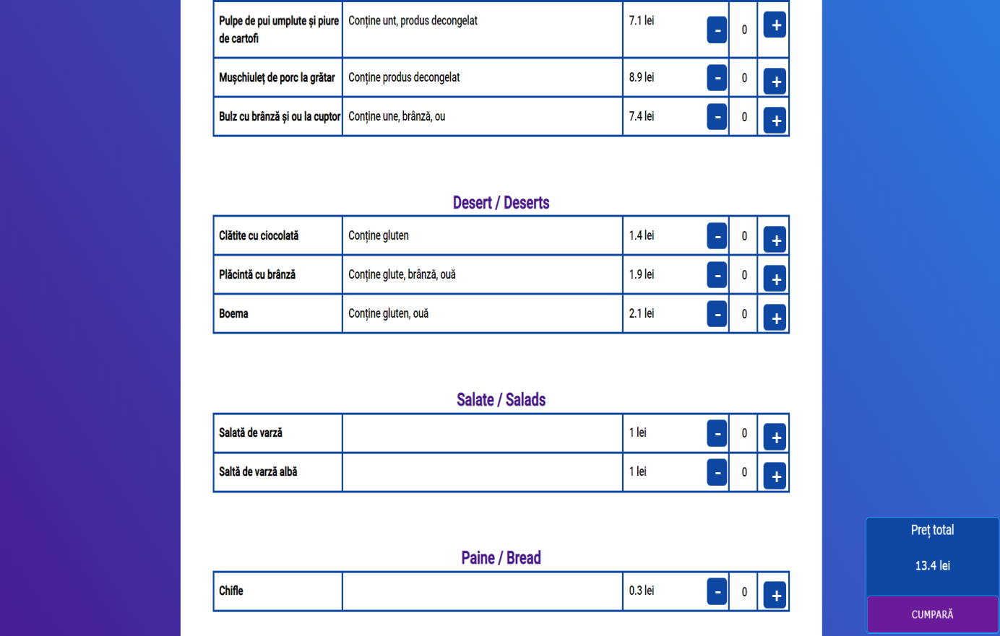 Pulpe de pui umplute și piure Conține unt, produs decongelat 7.1 lei - 0 +
de cartofi
Mușchiuleț de porc la grătar Conține produs decongelat 8.9 lei - 0 +
Bulz cu brânză și ou la cuptor Conține une, brânză, ou 7.4 lei - 0 +
Desert / Deserts
Clătite cu ciocolată Conține gluten 1.4 lei - 0 +
Plăcintă cu brânză Conține glute, brânză, ouă 1.9 lei - 0 +
Boema Conține gluten, ouă 2.1 lei - 0 +
Salate / Salads
Salată de varză 1 lei - 0 +
Saltă de varză albă 1 lei - 0 +
Paine / Bread
Chifle 0.3 lei - 0 +
Preț total
13.4 lei
CUMPARĂ